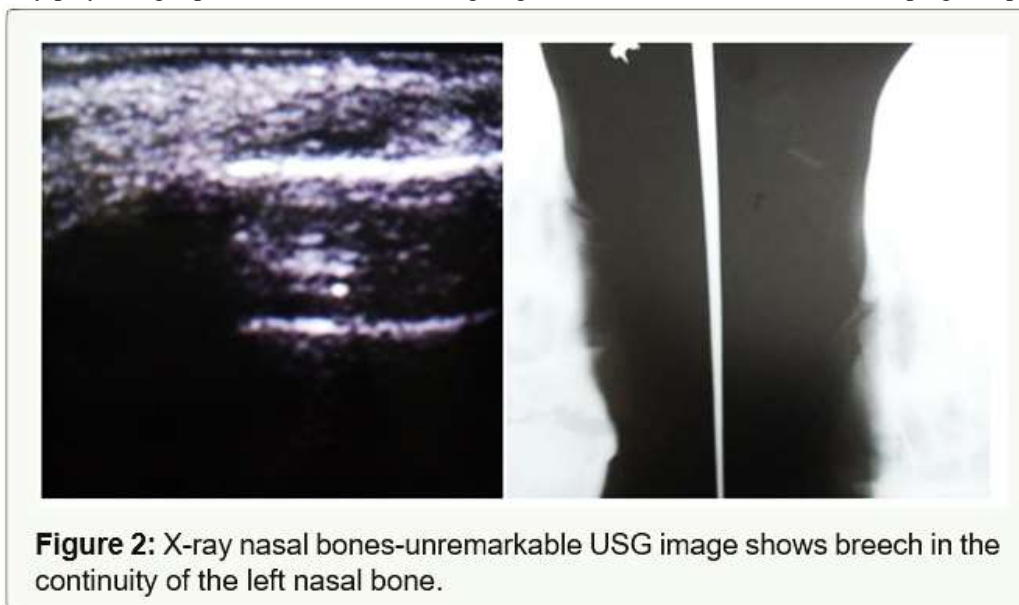 Figure 2: X-ray nasal bones-unremarkable USG image shows breech in the
continuity of the left nasal bone.